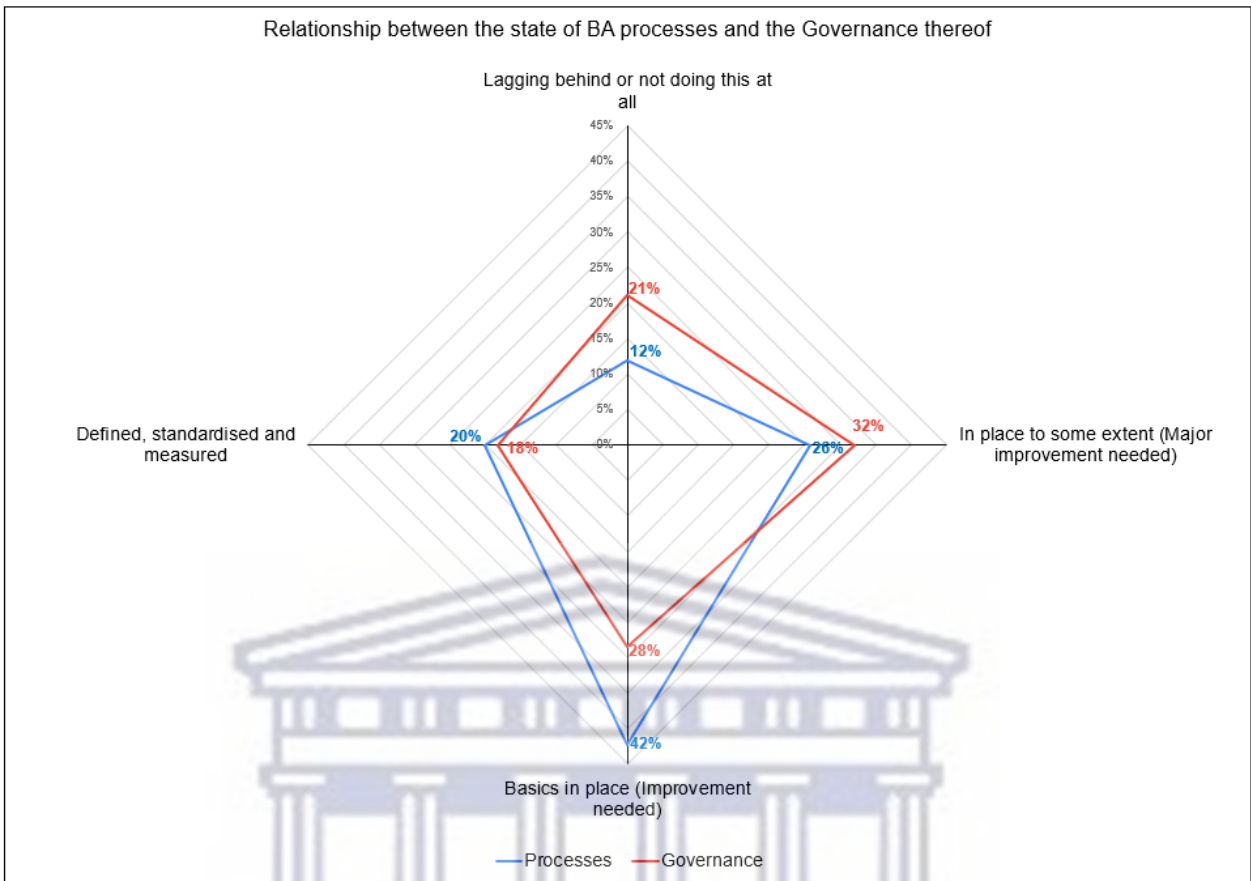 Relationship between the state of BA processes and the Governance thereof
Lagging behind or not doing this at
all
45%
40%
35%
30%
25%
21%
20%
15%
12%
10%
5%
0%
32%
26%
20%
18%
Defined, standardised and
measured
In place to some extent (Major
improvement needed)
28%
42%
Basics in place (Improvement
needed)
Processes
Governance